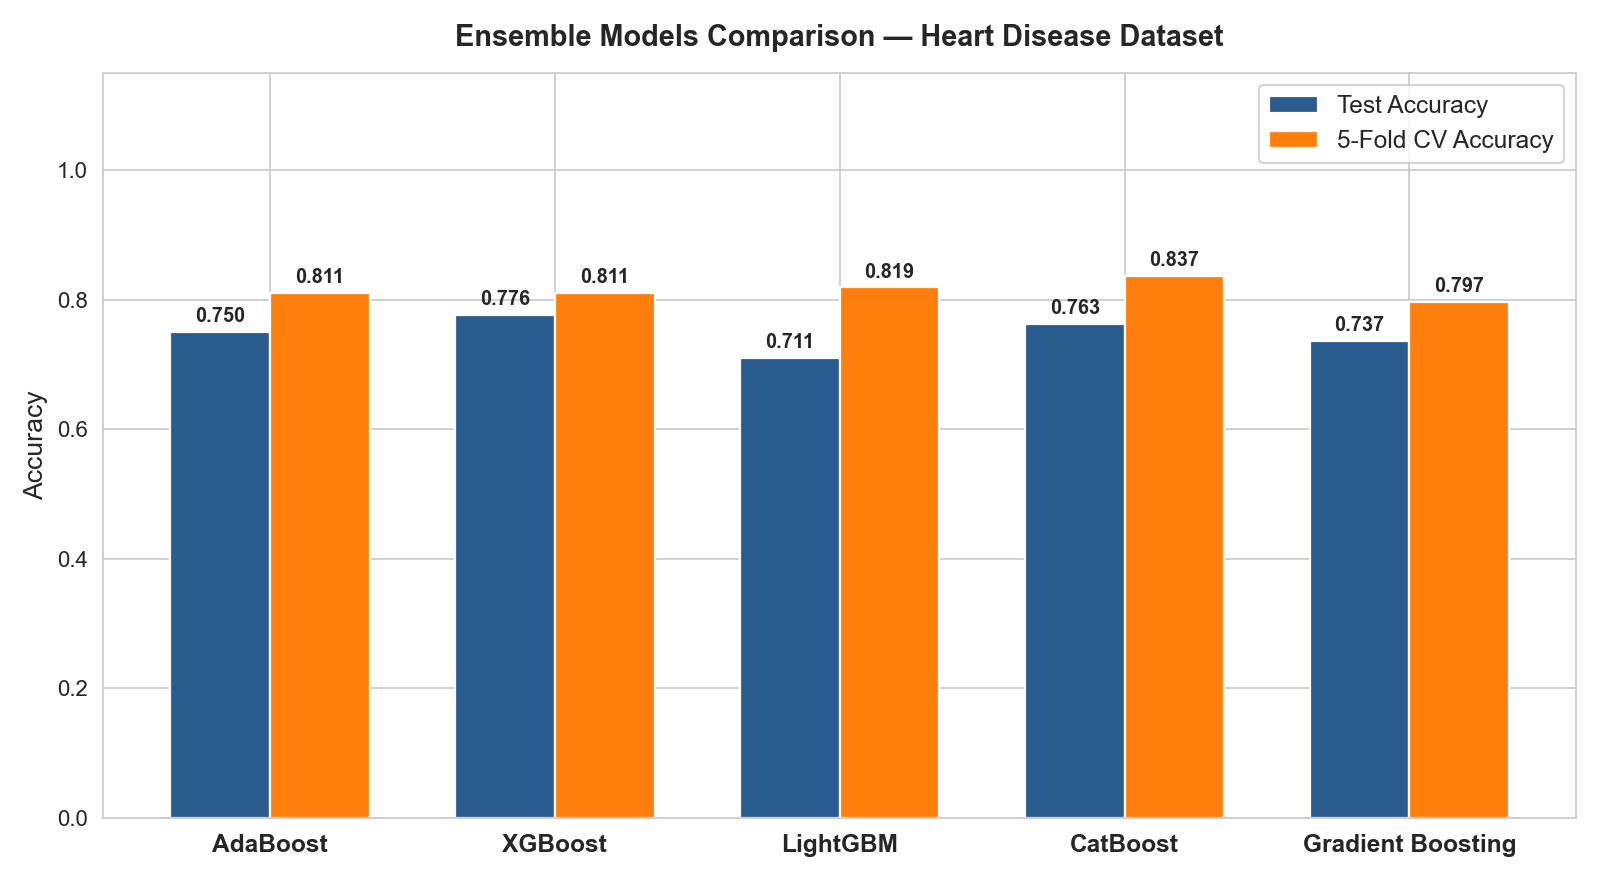 Ensemble Models Comparison — Heart Disease Dataset
Test Accuracy
5-Fold CV Accuracy
Accuracy
1.0
0.8
0.6
0.4
0.2
0.0
0.750
0.811
0.776
0.811
0.711
0.819
0.763
0.837
0.737
0.797
AdaBoost
XGBoost
LightGBM
CatBoost
Gradient Boosting